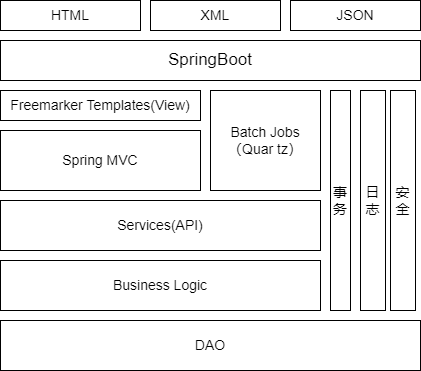 HTML
XML
JSON
SpringBoot
Freemarker Templates(View)
Spring MVC
Batch Jobs
（Quar tz）
Services(API)
Business Logic
事
务
日
志
安
全
DAO